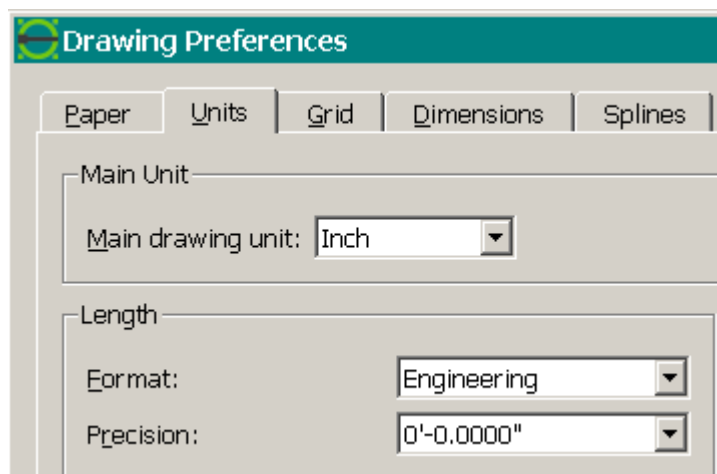 Drawing Preferences
Paper Units Grid Dimensions Splines
Main Unit
Main drawing unit: Inch
Length
Format: Engineering
Precision: 0'-0.0000"